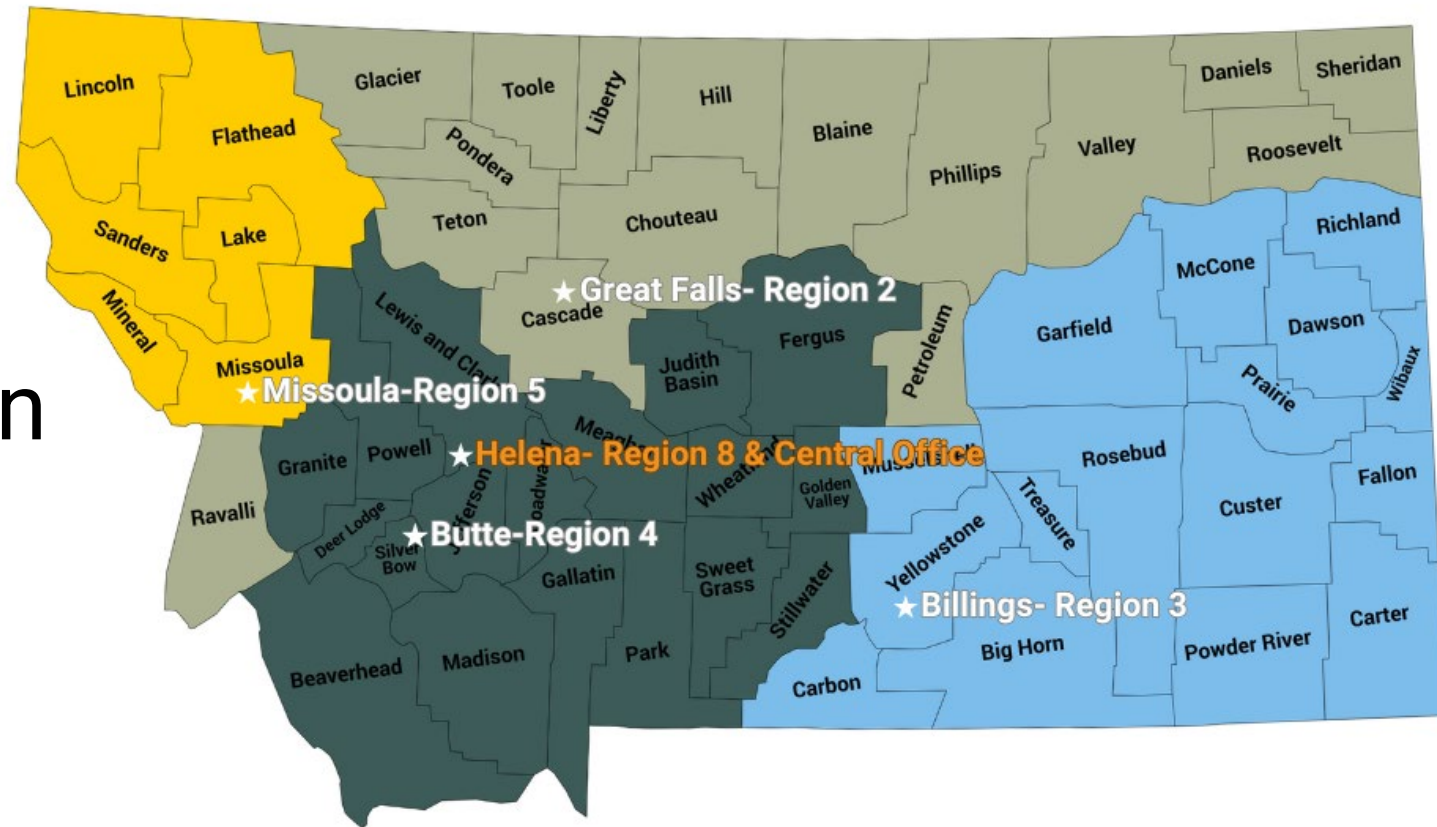 Lincoln
Flathead
Glacier
Toole
Liberty
Hill
Blaine
Phillips
Valley
Daniels
Sheridan
Roosevelt
Pondera
Teton
Chouteau
Sanders
Lake
Mineral
Missoula
Lewis and Clark
Cascade
★Great Falls- Region 2
Judith
Basin
Fergus
Petroleum
Garfield
McCone
Richland
Dawson
Wibaux
Prairie
★Missoula-Region 5
n
Granite
Powell
★Helena- Region 8 & Central Office
Wheatland
Golden
Valley
Rosebud
Treasure
Custer
Fallon
Ravalli
Deer Lodge
Silver
Bow
★Butte-Region 4
Gallatin
Sweet
Grass
Stillwater
Yellowstone
★Billings- Region 3
Beaverhead
Madison
Park
Carbon
Big Horn
Powder River
Carter